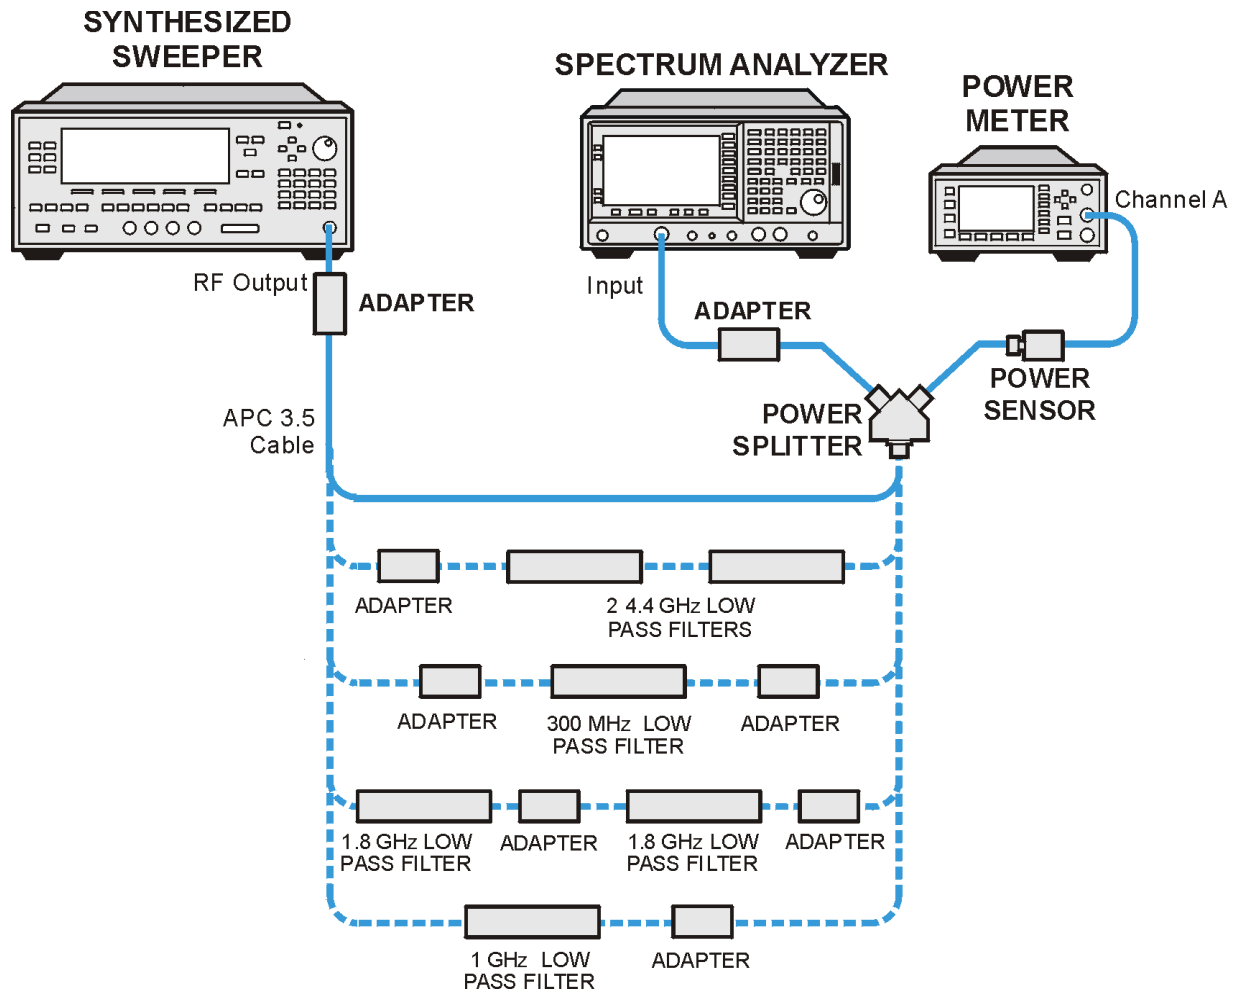 SYNTHESIZED
SWEEPER
SPECTRUM ANALYZER
POWER
METER
Channel A
RF Output
ADAPTER
Input
ADAPTER
POWER
SENSOR
APC 3.5
Cable
POWER
SPLITTER
ADAPTER
2 4.4 GHz LOW
PASS FILTERS
ADAPTER
300 MHz LOW
PASS FILTER
ADAPTER
1.8 GHz LOW
PASS FILTER
ADAPTER
1.8 GHz LOW
PASS FILTER
ADAPTER
1 GHz LOW
PASS FILTER
ADAPTER